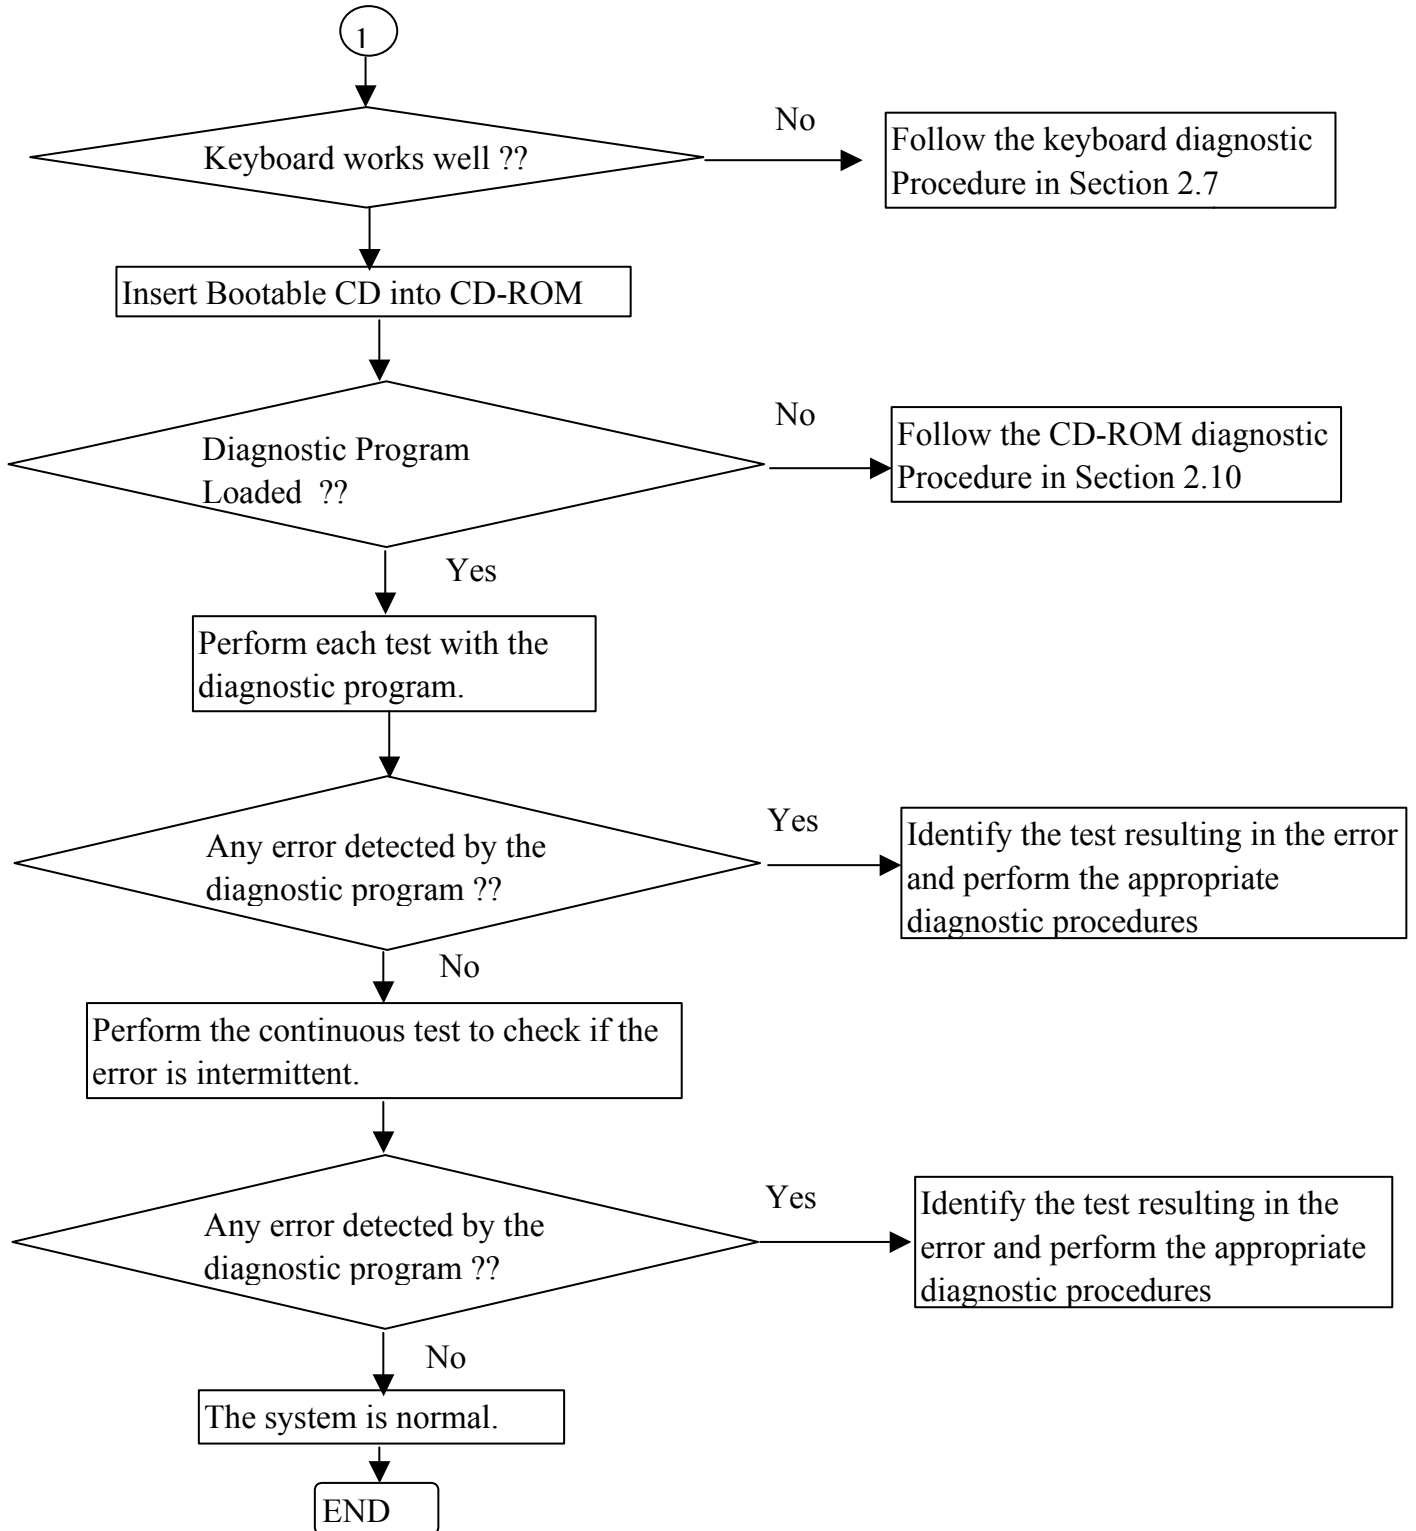 1
Keyboard works well ??
No
Follow the keyboard diagnostic
Procedure in Section 2.7
Insert Bootable CD into CD-ROM
Diagnostic Program
Loaded ??
No
Follow the CD-ROM diagnostic
Procedure in Section 2.10
Yes
Perform each test with the
diagnostic program.
Any error detected by the
diagnostic program ??
Yes
Identify the test resulting in the error
and perform the appropriate
diagnostic procedures
No
Perform the continuous test to check if the
error is intermittent.
Any error detected by the
diagnostic program ??
Yes
Identify the test resulting in the
error and perform the appropriate
diagnostic procedures
No
The system is normal.
END